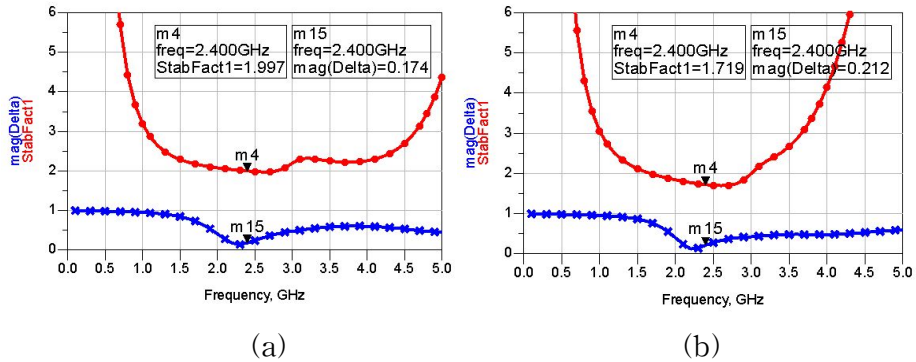 m4
freq=2.400GHz
StabFact1=1.997
m15
freq=2.400GHz
mag(Delta)=0.174
mag(Delta)
StabFact1
6
5
4
3
2
1
0
m4
m15
0.0 0.5 1.0 1.5 2.0 2.5 3.0 3.5 4.0 4.5 5.0
Frequency, GHz
(a)
m4
freq=2.400GHz
StabFact1=1.719
m15
freq=2.400GHz
mag(Delta)=0.212
mag(Delta)
StabFact1
6
5
4
3
2
1
0
m4
m15
0.0 0.5 1.0 1.5 2.0 2.5 3.0 3.5 4.0 4.5 5.0
Frequency, GHz
(b)